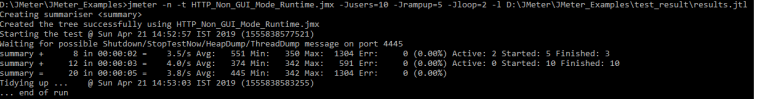 D:\JMeter\JMeter_Examples>jmeter -n -t HTTP_Non_GUI_Mode_Runtime.jmx -Jusers=10 -Jrampup=5 -Jloop=2 -l D:\JMeter\JMeter_Examples\test_result\results.jtl
Creating summariser <summary>
Created the tree successfully using HTTP_Non_GUI_Mode_Runtime.jmx
Starting the test @ Sun Apr 21 14:52:57 IST 2019 (1555838577521)
Waiting for possible Shutdown/StopTestNow/HeapDump/ThreadDump message on port 4445
summary +      8 in 00:00:02 =    3.5/s Avg:   551 Min:   350 Max:  1304 Err:     0 (0.00%) Active: 2 Started: 5 Finished: 3
summary +     12 in 00:00:03 =    4.0/s Avg:   374 Min:   342 Max:   591 Err:     0 (0.00%) Active: 0 Started: 10 Finished: 10
summary =     20 in 00:00:05 =    3.8/s Avg:   445 Min:   342 Max:  1304 Err:     0 (0.00%)
Tidying up ...    @ Sun Apr 21 14:53:03 IST 2019 (1555838583255)
... end of run